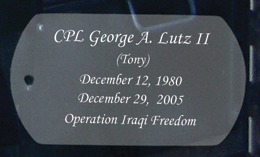 CPL George A. Lutz II
(Tony)
December 12, 1980
December 29, 2005
Operation Iraqi Freedom